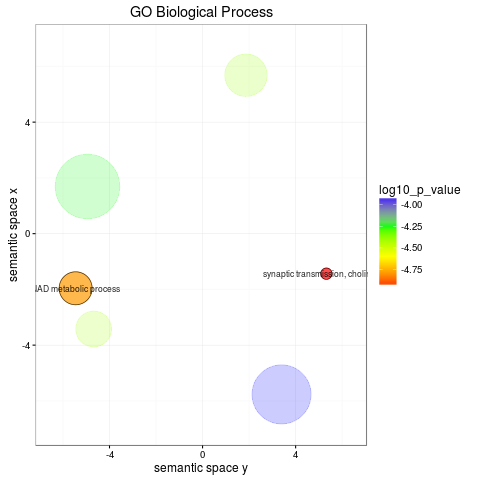 GO Biological Process
log10_p_value
-4.00
-4.25
-4.50
-4.75
4
0
-4
synaptic transmission, cholin
IAD metabolic process
-4
0
4
semantic space y
semantic space x